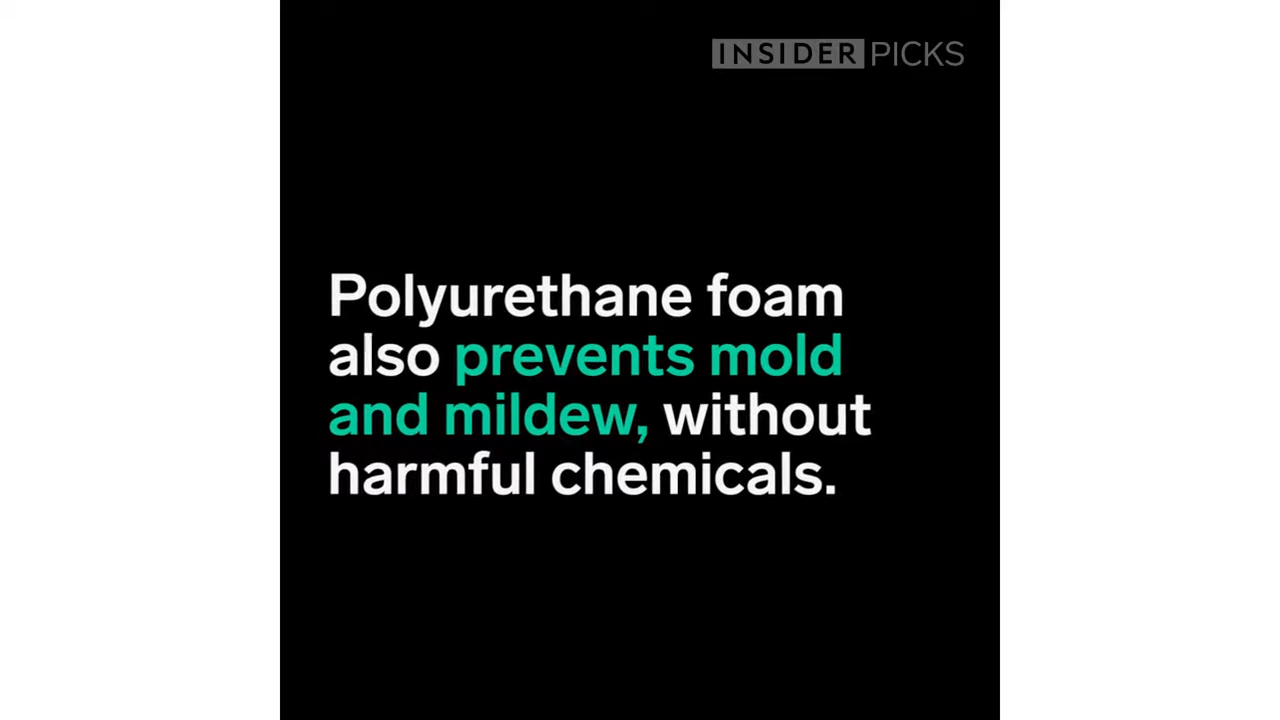 INSIDER PICKS
Polyurethane foam
also prevents mold
and mildew, without
harmful chemicals.